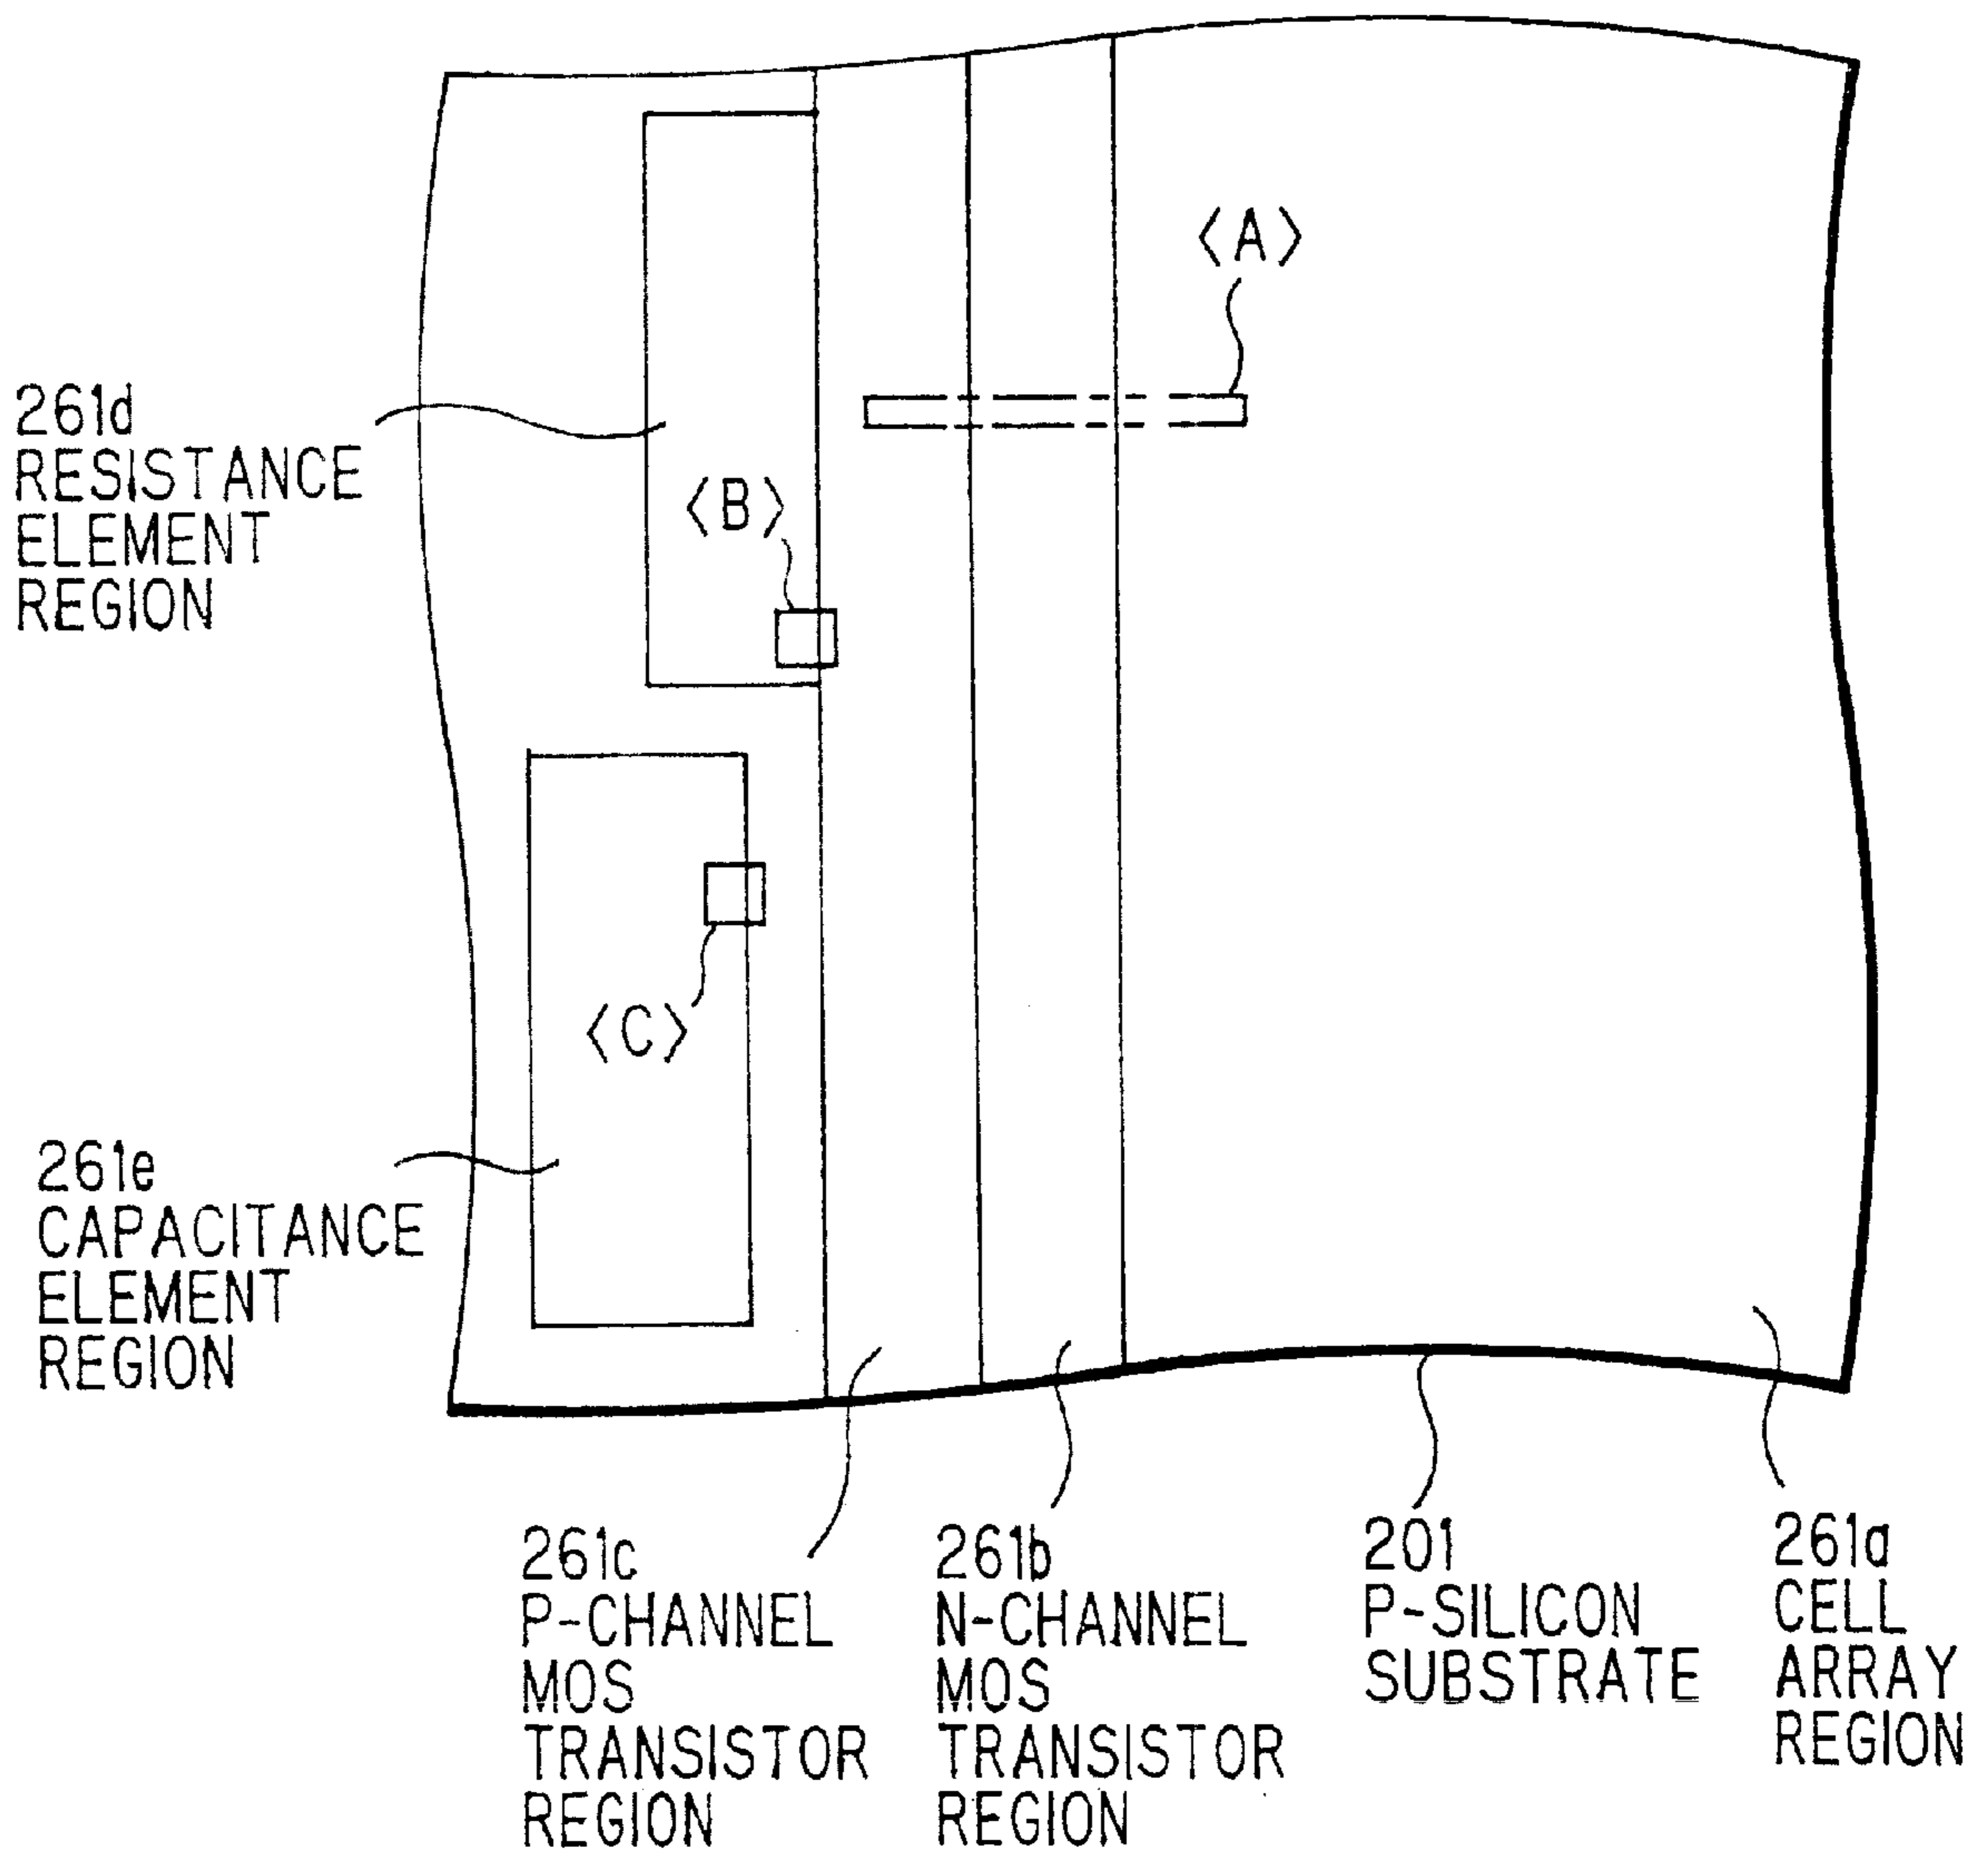 〈A〉
261d
RESISTANCE
ELEMENT
REGION
〈B〉
〈C〉
261e
CAPACITANCE
ELEMENT
REGION
261c
P-CHANNEL
MOS
TRANSISTOR
REGION
261b
N-CHANNEL
MOS
TRANSISTOR
REGION
201
P-SILICON
SUBSTRATE
261a
CELL
ARRAY
REGION